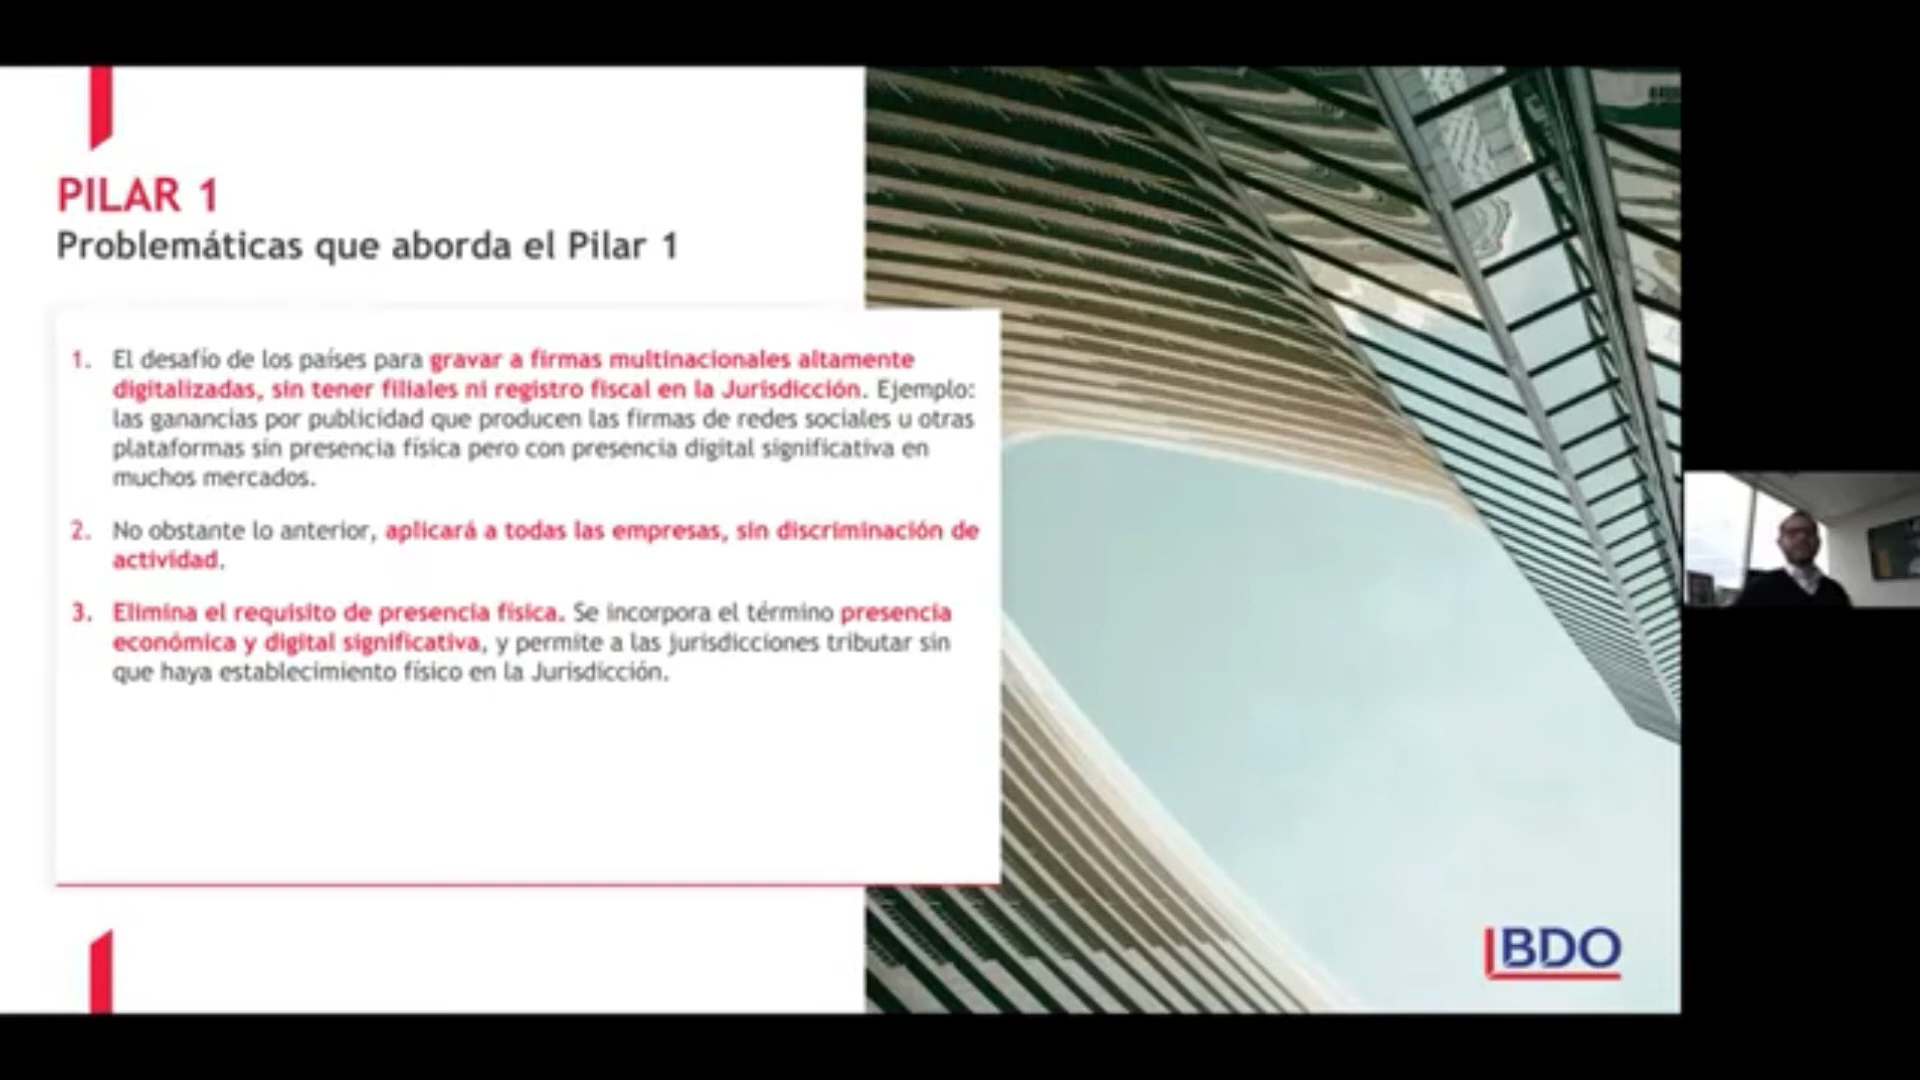 PILAR 1
Problemáticas que aborda el Pilar 1
1. El desafío de los países para gravar a firmas multinacionales altamente
digitalizadas, sin tener filiales ni registro fiscal en la Jurisdicción. Ejemplo:
las ganancias por publicidad que producen las firmas de redes sociales u otras
plataformas sin presencia física pero con presencia digital significativa en
muchos mercados.
2. No obstante lo anterior, aplicará a todas las empresas, sin discriminación de
actividad.
3. Elimina el requisito de presencia física. Se incorpora el término presencia
económica y digital significativa, y permite a las jurisdicciones tributar sin
que haya establecimiento físico en la Jurisdicción.
BDO